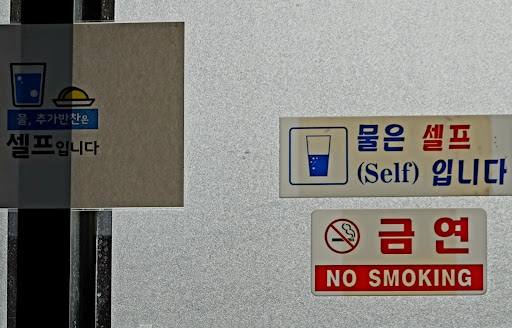 물, 추가반찬은
셀프입니다
물은 셀프
(Self) 입니다
금연
NO SMOKING